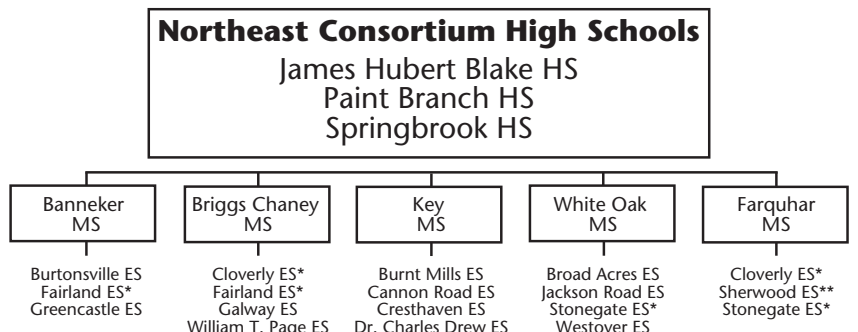 Northeast Consortium High Schools
James Hubert Blake HS
Paint Branch HS
Springbrook HS
Banneker
MS
Burtonsville ES
Fairland ES*
Greencastle ES
Briggs Chaney
MS
Cloverly ES*
Fairland ES*
Galway ES
William T. Page ES
Key
MS
Burnt Mills ES
Cannon Road ES
Cresthaven ES
Dr. Charles Drew ES
White Oak
MS
Broad Acres ES
Jackson Road ES
Stonegate ES*
Westover ES
Farquhar
MS
Cloverly ES*
Sherwood ES**
Stonegate ES*